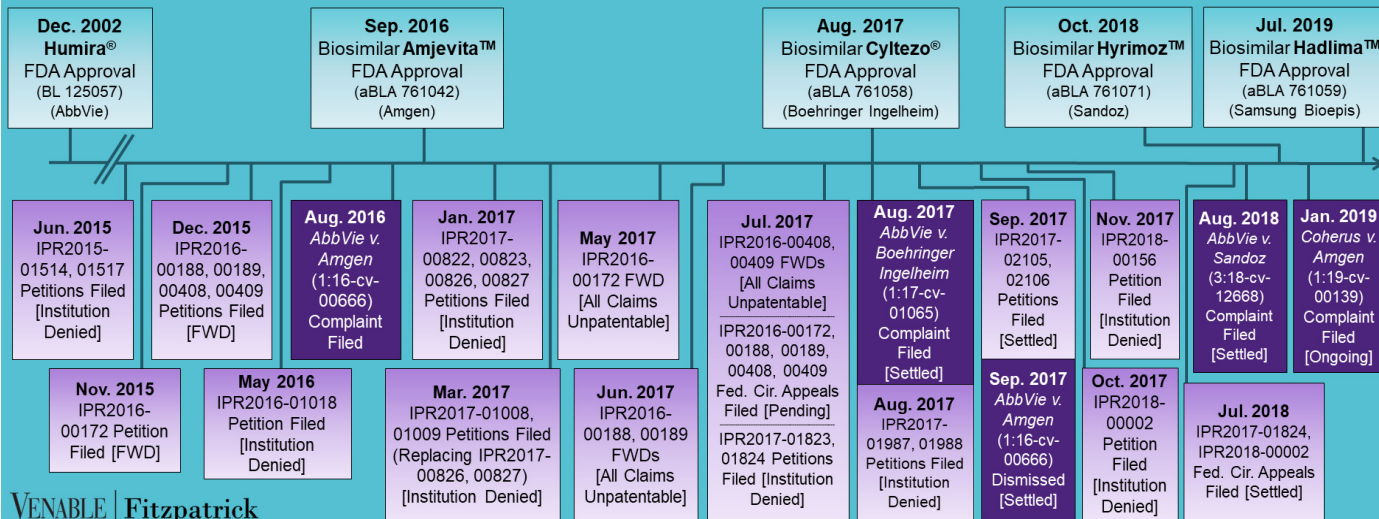 Dec. 2002
Humira®
FDA Approval
(BL 125057)
(AbbVie)
Sep. 2016
Biosimilar Amjevita™
FDA Approval
(aBLA 761042)
(Amgen)
Aug. 2017
Biosimilar Cyltezo®
FDA Approval
(aBLA 761058)
(Boehringer Ingelheim)
Oct. 2018
Biosimilar Hyrimoz™
FDA Approval
(aBLA 761071)
(Sandoz)
Jul. 2019
Biosimilar Hadlima™
FDA Approval
(aBLA 761059)
(Samsung Bioepis)
Jun. 2015
IPR2015-
01514, 01517
Petitions Filed
[Institution
Denied]
Dec. 2015
IPR2016-
00188, 00189,
00408, 00409
Petitions Filed
[FWD]
Aug. 2016
AbbVie v.
Amgen
(1:16-cv-
00666)
Complaint
Filed
Jan. 2017
IPR2017-
00822, 00823,
00826, 00827
Petitions Filed
[Institution
Denied]
May 2017
IPR2016-
00172 FWD
[All Claims
Unpatentable]
Jul. 2017
IPR2016-00408,
00409 FWDs
[All Claims
Unpatentable]
IPR2016-00172,
00188, 00189,
00408, 00409
Fed. Cir. Appeals
Filed [Pending]
IPR2017-01823,
01824 Petitions
Filed [Institution
Denied]
Aug. 2017
AbbVie v.
Boehringer
Ingelheim
(1:17-cv-
01065)
Complaint
Filed
[Settled]
Sep. 2017
IPR2017-
02105,
02106
Petitions
Filed
[Settled]
Nov. 2017
IPR2018-
00156
Petition
Filed
[Institution
Denied]
Aug. 2018
AbbVie v.
Sandoz
(3:18-cv-
12668)
Complaint
Filed
[Settled]
Jan. 2019
Coherus v.
Amgen
(1:19-cv-
00139)
Complaint
Filed
[Ongoing]
Nov. 2015
IPR2016-
00172 Petition
Filed [FWD]
May 2016
IPR2016-01018
Petition Filed
[Institution
Denied]
Mar. 2017
IPR2017-01008,
01009 Petitions Filed
(Replacing IPR2017-
00826, 00827)
[Institution Denied]
Jun. 2017
IPR2016-
00188, 00189
FWDs
[All Claims
Unpatentable]
Aug. 2017
IPR2017-
01987, 01988
Petitions Filed
[Institution
Denied]
Sep. 2017
AbbVie v.
Amgen
(1:16-cv-
00666)
Dismissed
[Settled]
Oct. 2017
IPR2018-
00002
Petition
Filed
[Institution
Denied]
Jul. 2018
IPR2017-01824,
IPR2018-00002
Fed. Cir. Appeals
Filed [Settled]
VENABLE | Fitzpatrick